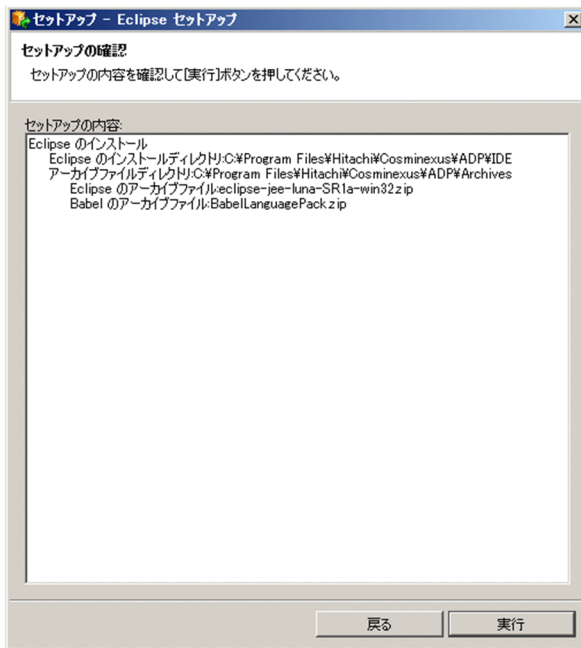 セットアップ - Eclipse セットアップ
セットアップの確認
セットアップの内容を確認して[実行]ボタンを押してください。
セットアップの内容:
Eclipse のインストール
Eclipse のインストールディレクトリ:C:¥Program Files¥Hitachi¥Cosminexus¥ADP¥IDE
アーカイブファイルディレクトリ:C:¥Program Files¥Hitachi¥Cosminexus¥ADP¥Archives
Eclipse のアーカイブファイル:eclipse-jee-luna-SR1a-win32.zip
Babel のアーカイブファイル:BabelLanguagePack.zip
戻る
実行